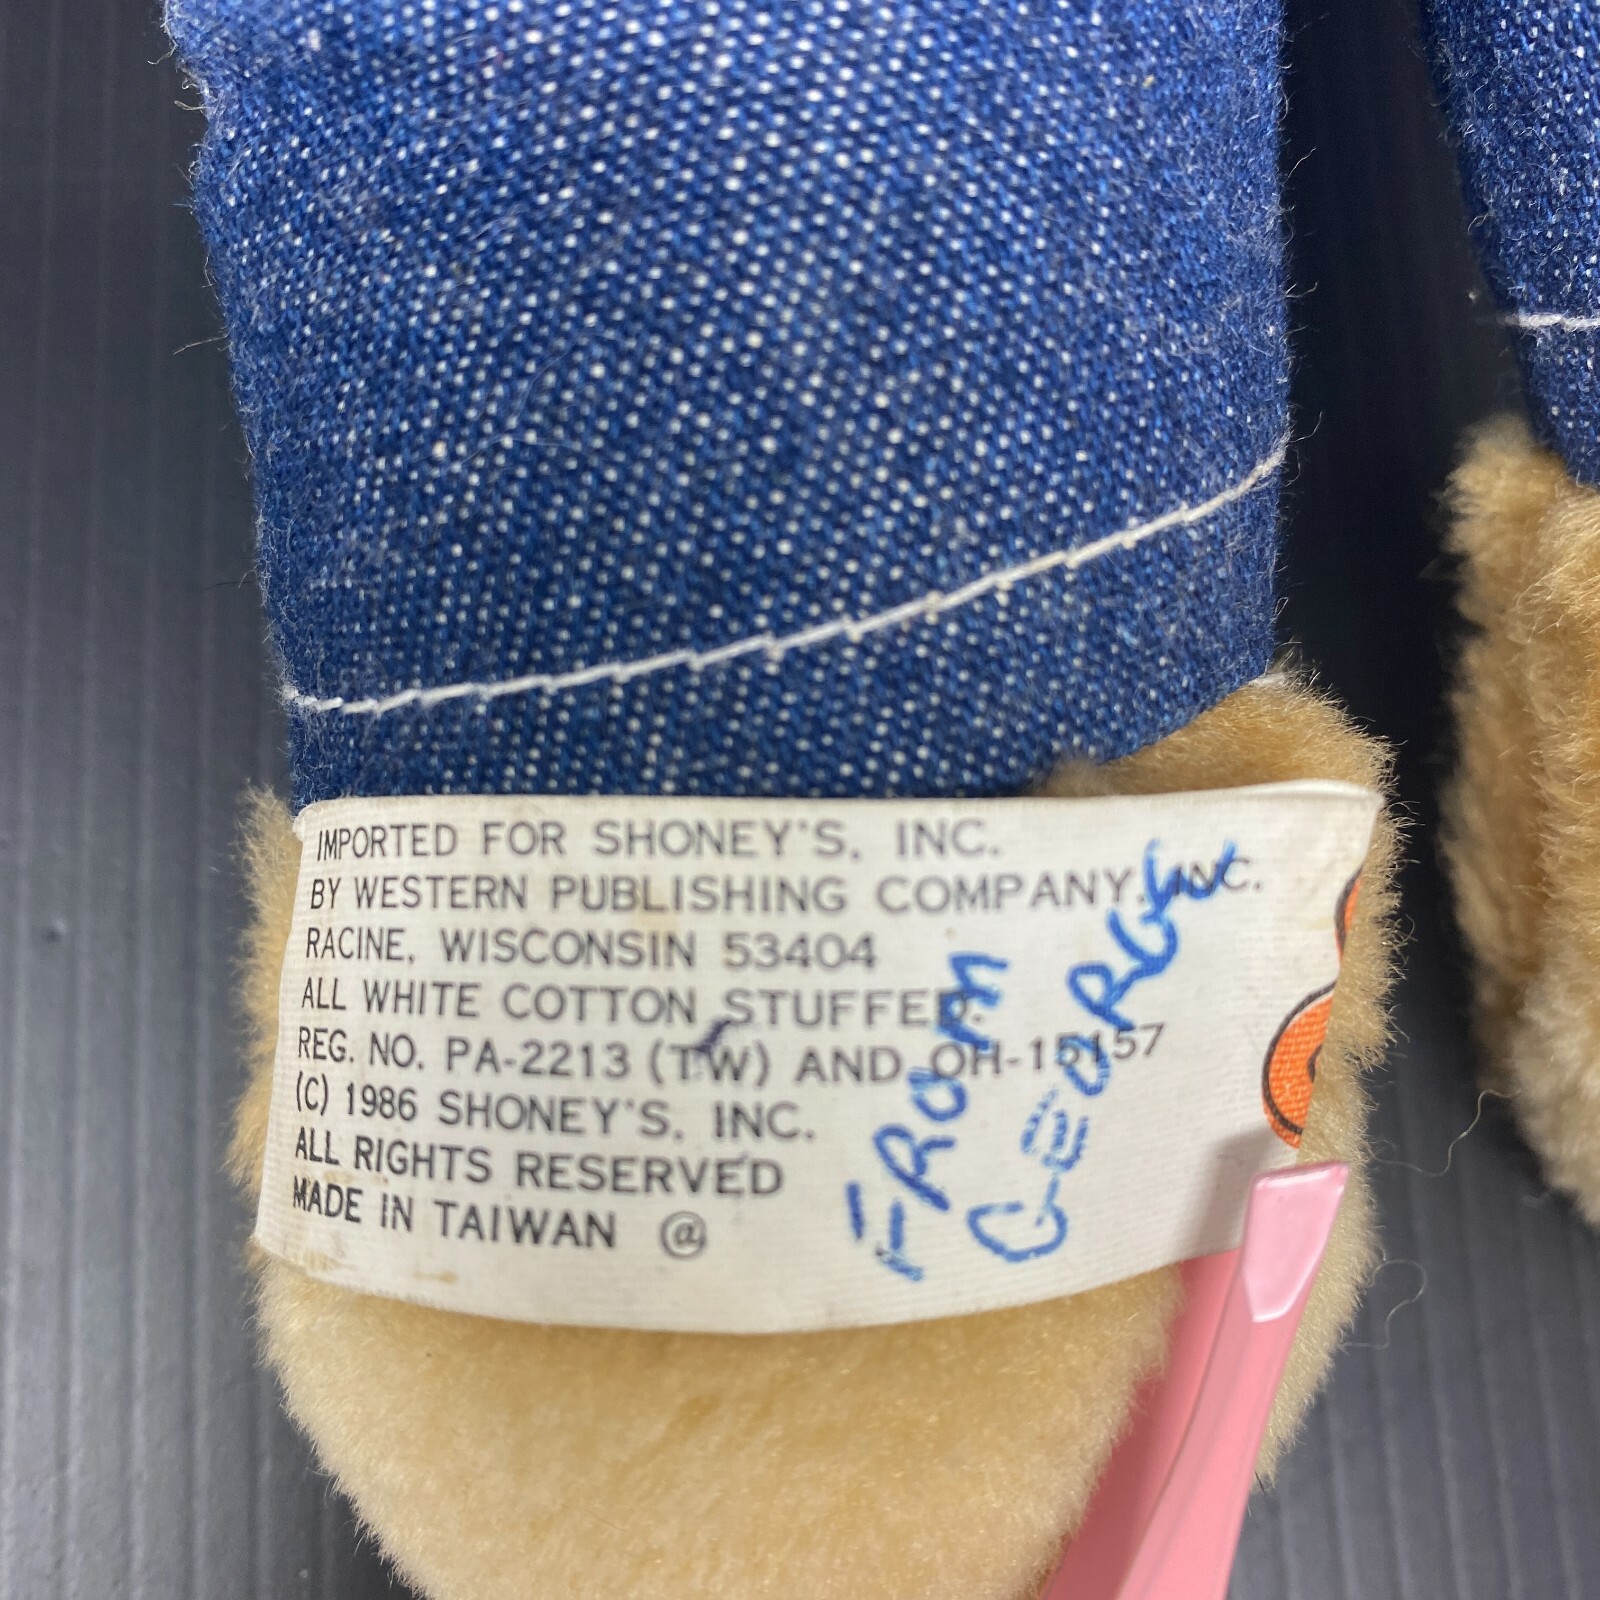 IMPORTED FOR SHONEY'S, INC.
BY WESTERN PUBLISHING COMPANY, INC.
RACINE, WISCONSIN 53404
ALL WHITE COTTON STUFFED.
REG. NO. PA-2213 (TW) AND OH-15157
(C) 1986 SHONEY'S, INC.
ALL RIGHTS RESERVED
MADE IN TAIWAN @
FROM
GEORGE